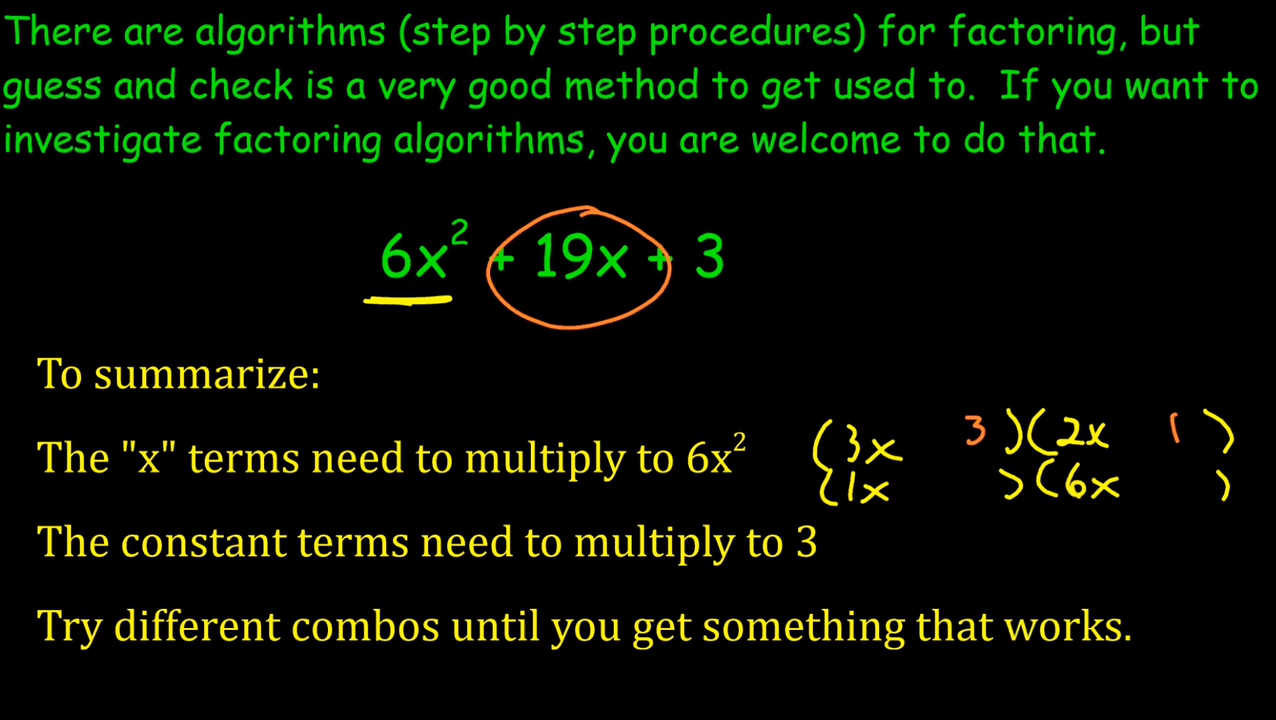 There are algorithms (step by step procedures) for factoring, but
guess and check is a very good method to get used to. If you want to
investigate factoring algorithms, you are welcome to do that.
6x² + 19x + 3
To summarize:
The "x" terms need to multiply to 6x²
(3x 3)(2x 1)
(1x )(6x )
The constant terms need to multiply to 3
Try different combos until you get something that works.